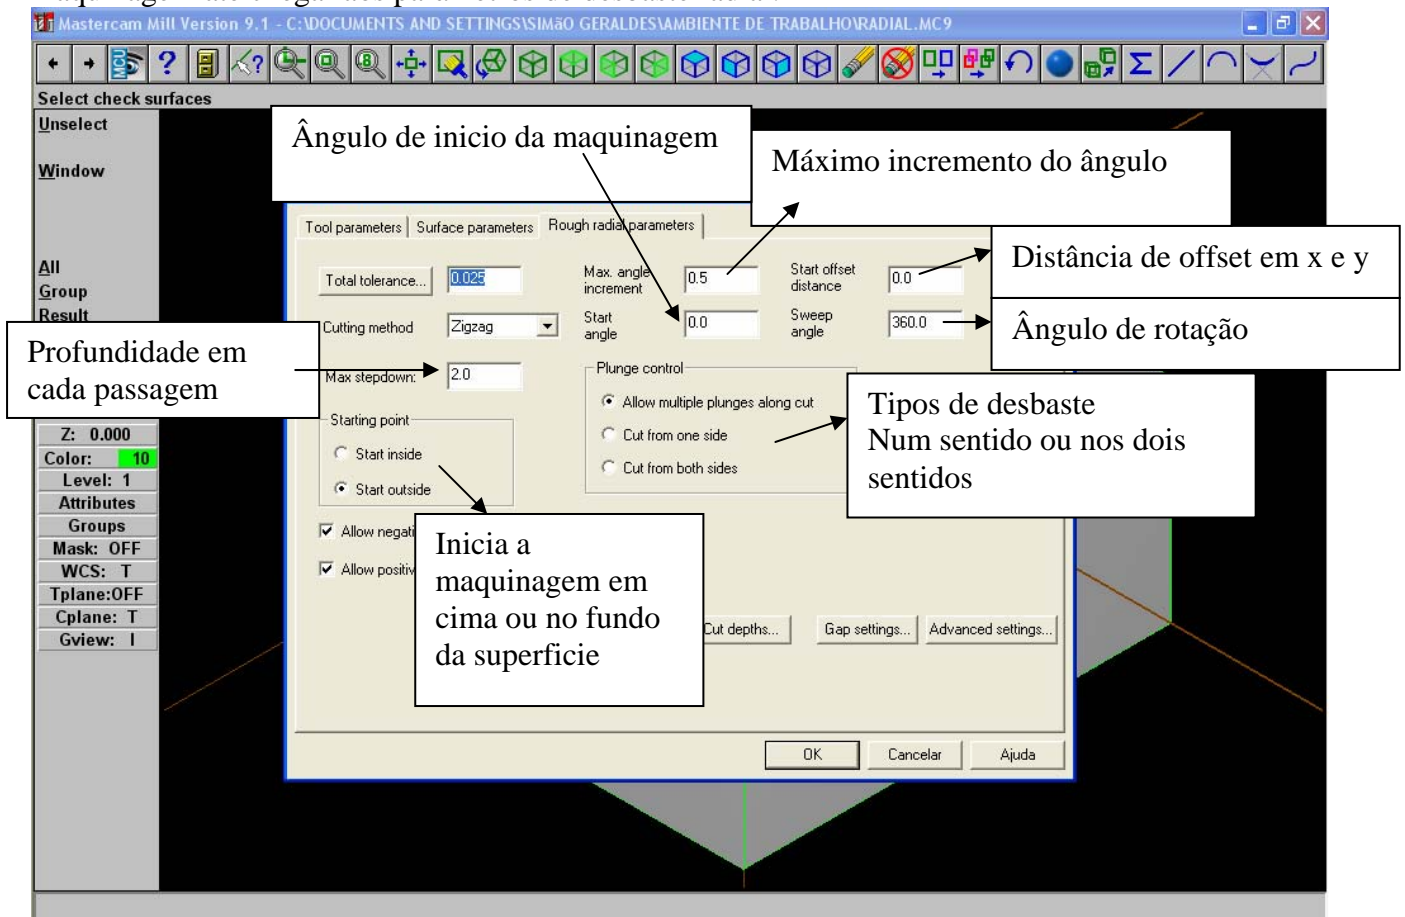 Mastercam Mill Version 9.1 - C:\DOCUMENTS AND SETTINGS\SIMãO GERALDES\AMBIENTE DE TRABALHO\RADIAL.MC9
Select check surfaces
Unselect
Window
All
Group
Result
Z: 0.000
Color: 10
Level: 1
Attributes
Groups
Mask: OFF
WCS: T
Tplane:OFF
Cplane: T
Gview: I
Ângulo de inicio da maquinagem
Máximo incremento do ângulo
Tool parameters
Surface parameters
Rough radial parameters
Total tolerance...
0.025
Max. angle
increment
0.5
Start offset
distance
0.0
Distância de offset em x e y
Cutting method
Zigzag
Start
angle
0.0
Sweep
angle
360.0
Ângulo de rotação
Profundidade em
cada passagem
Max stepdown:
2.0
Plunge control
Allow multiple plunges along cut
Cut from one side
Cut from both sides
Tipos de desbaste
Num sentido ou nos dois
sentidos
Starting point
Start inside
Start outside
Allow negati
Allow positiv
Inicia a
maquinagem em
cima ou no fundo
da superficie
Cut depths...
Gap settings...
Advanced settings...
OK
Cancelar
Ajuda